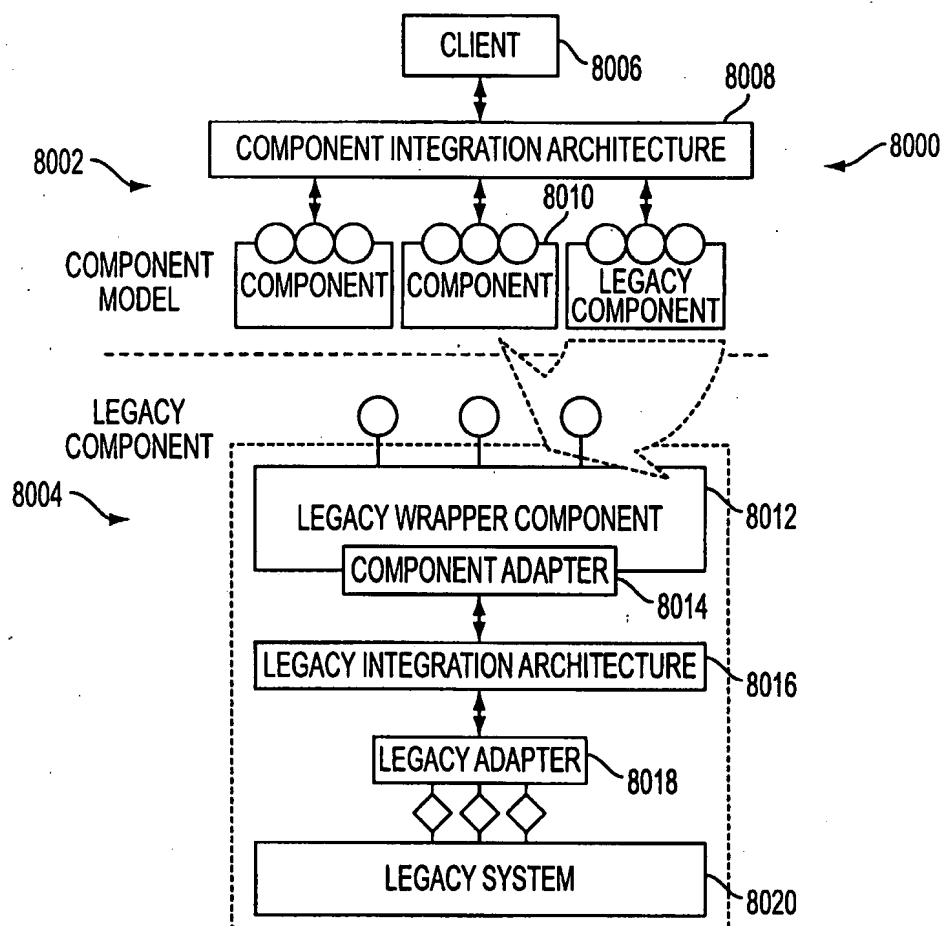 CLIENT
8006
8008
COMPONENT INTEGRATION ARCHITECTURE
8000
8002
8010
COMPONENT
MODEL
COMPONENT
COMPONENT
LEGACY
COMPONENT
LEGACY
COMPONENT
8004
LEGACY WRAPPER COMPONENT
8012
COMPONENT ADAPTER
8014
LEGACY INTEGRATION ARCHITECTURE
8016
LEGACY ADAPTER
8018
LEGACY SYSTEM
8020